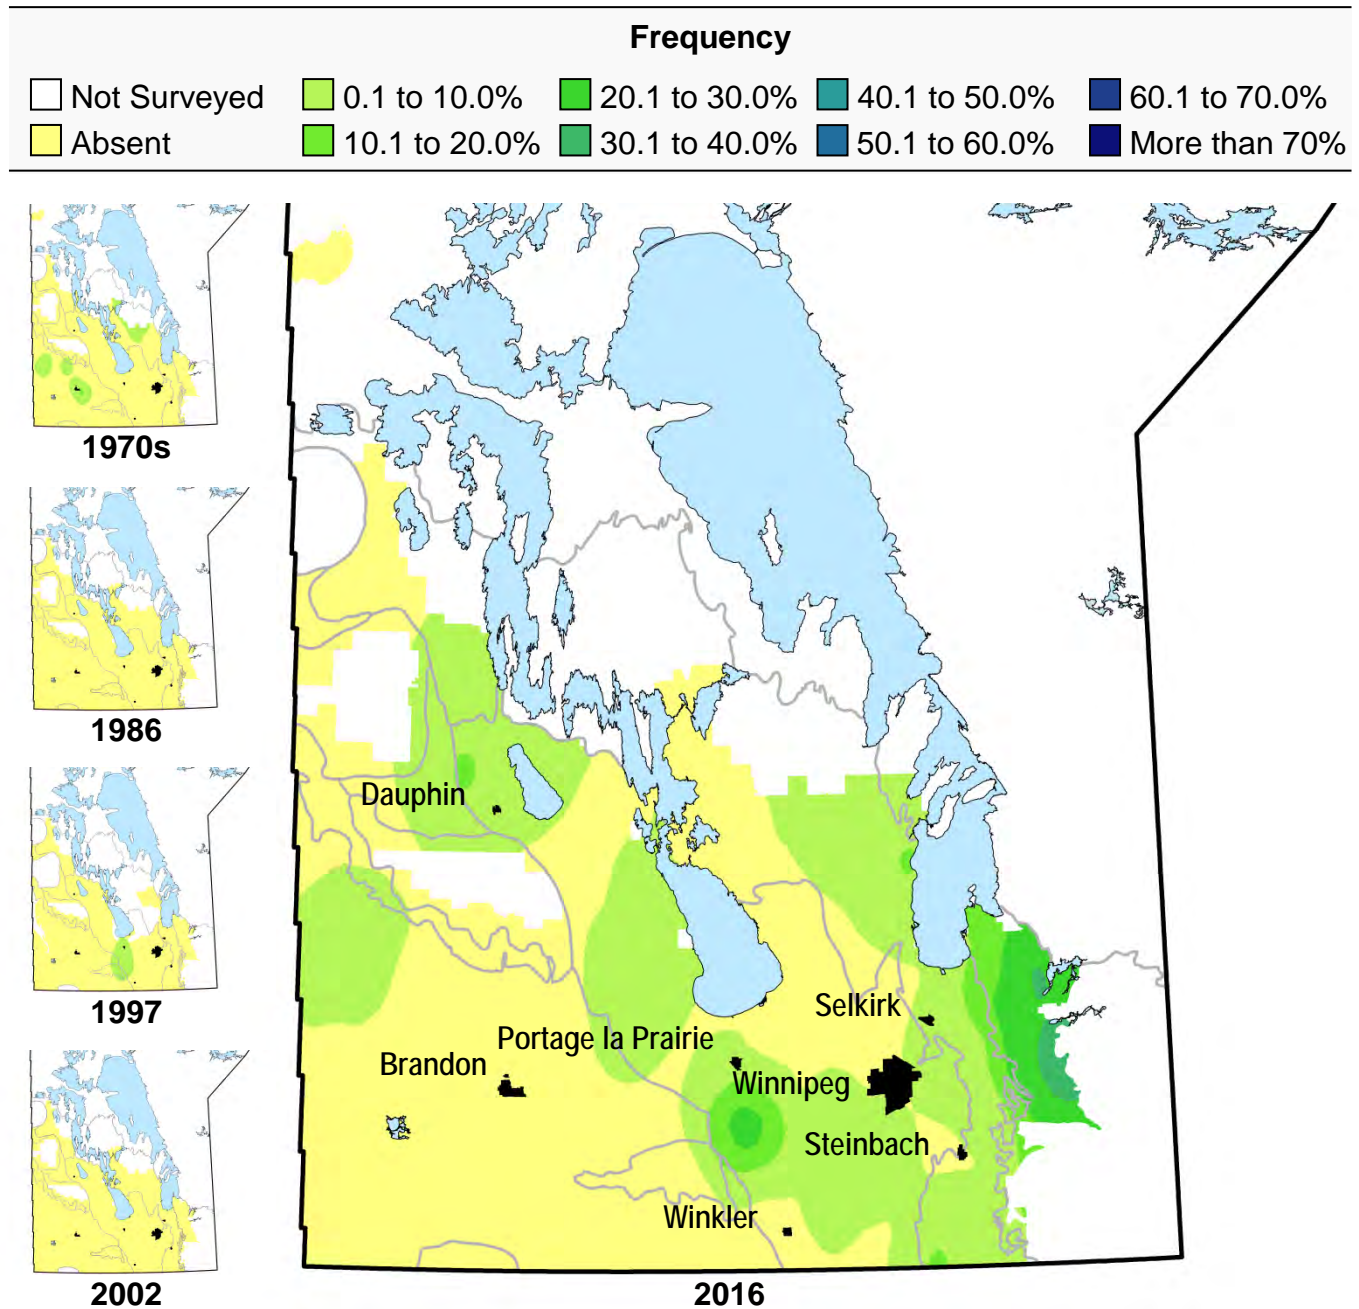 Frequency
Not Surveyed 0.1 to 10.0% 20.1 to 30.0% 40.1 to 50.0% 60.1 to 70.0%
Absent 10.1 to 20.0% 30.1 to 40.0% 50.1 to 60.0% More than 70%
1970s
1986
1997
2002
Dauphin
Selkirk
Portage la Prairie
Brandon
Winnipeg
Steinbach
Winkler
2016